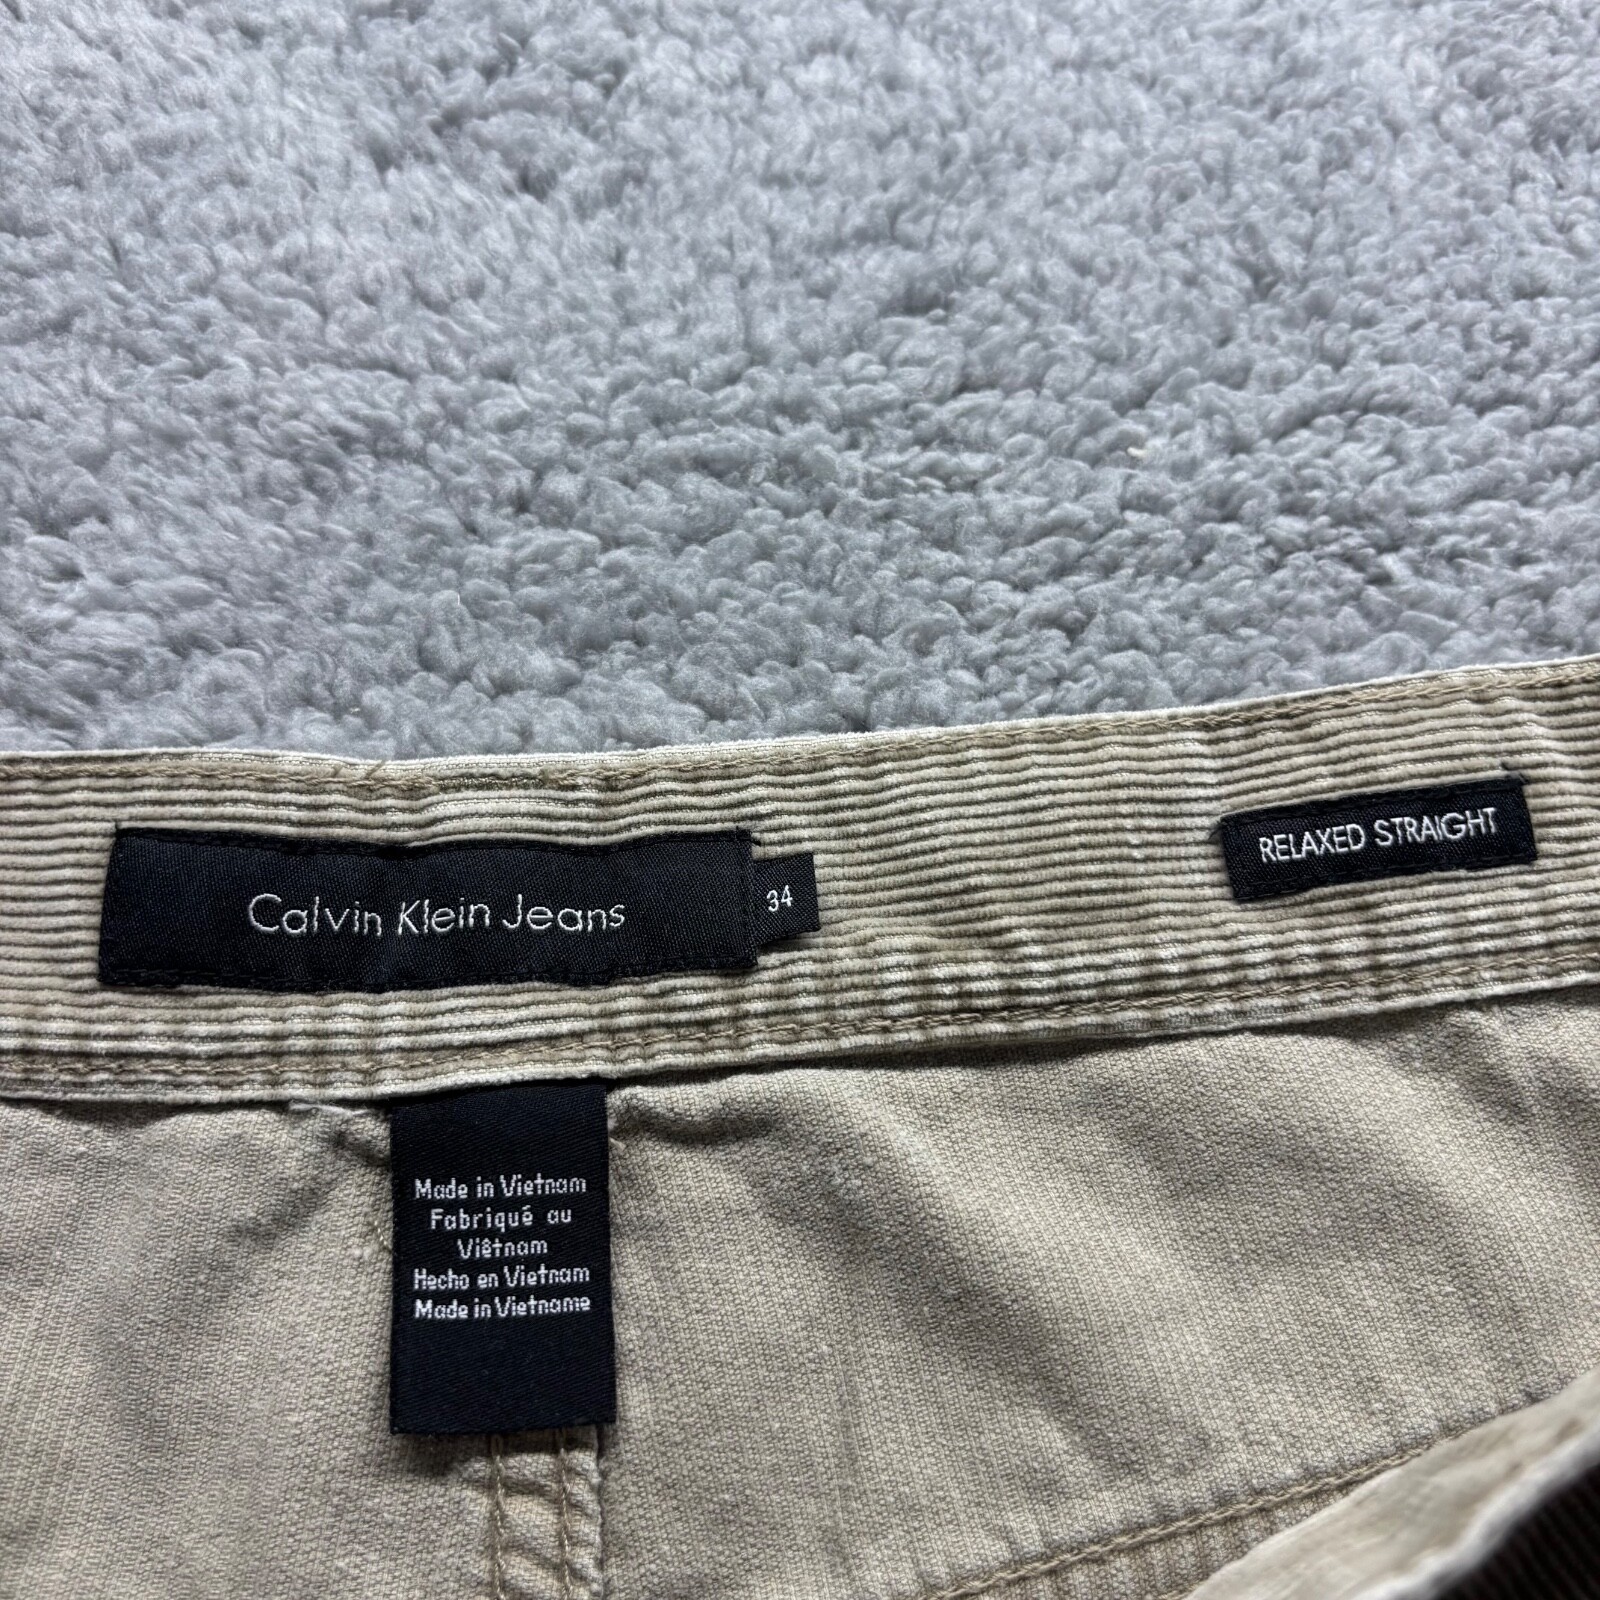 Calvin Klein Jeans
34
RELAXED STRAIGHT
Made in Vietnam
Fabriqué au
Viêtnam
Hecho en Vietnam
Made in Vietname